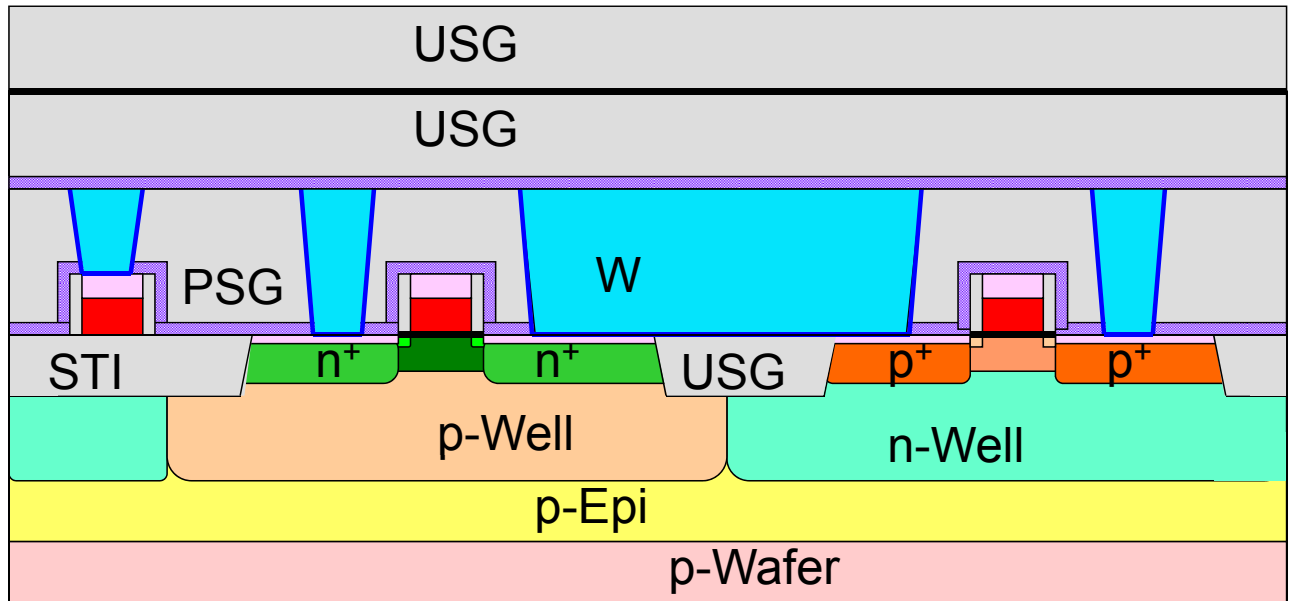 USG
USG
W
PSG
n⁺
n⁺
p⁺
p⁺
STI
USG
p-Well
n-Well
p-Epi
p-Wafer